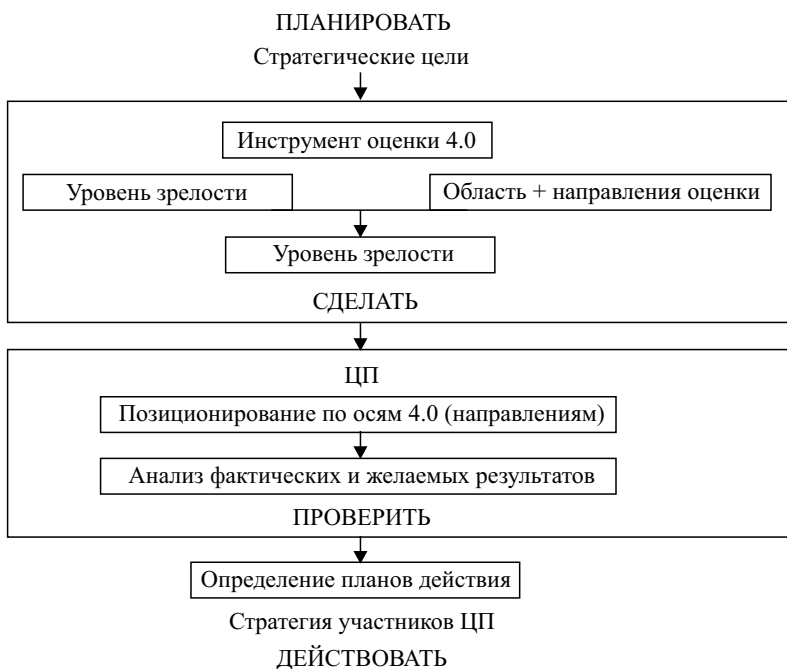 ПЛАНИРОВАТЬ
Стратегические цели
Инструмент оценки 4.0
Уровень зрелости
Область + направления оценки
Уровень зрелости
СДЕЛАТЬ
ЦП
Позиционирование по осям 4.0 (направлениям)
Анализ фактических и желаемых результатов
ПРОВЕРИТЬ
Определение планов действия
Стратегия участников ЦП
ДЕЙСТВОВАТЬ